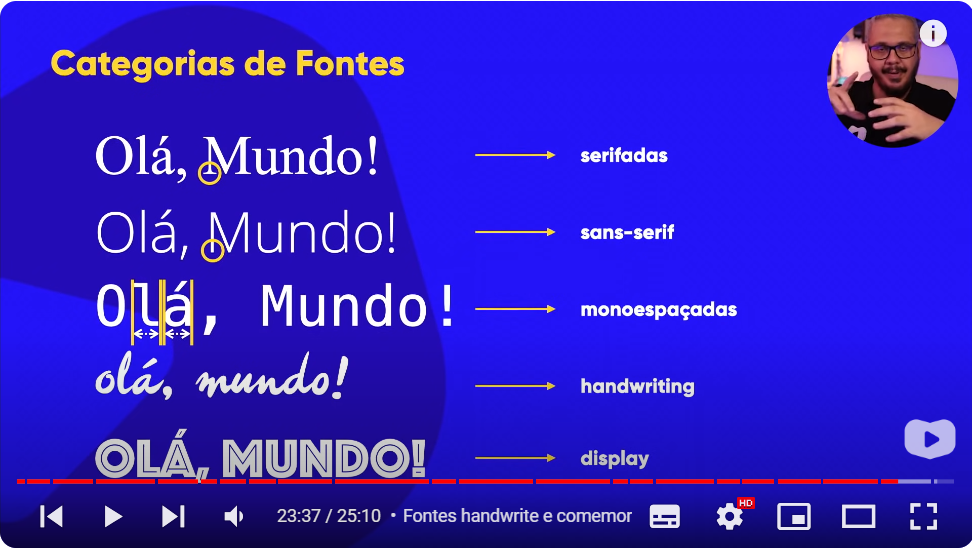 Categorias de Fontes
Olá, Mundo! serifadas
Olá, Mundo! sans-serif
Olá, Mundo! monoespaçadas
olá, mundo! handwriting
OLÁ, MUNDO! display
23:37 / 25:10 • Fontes handwrite e comemor
HD